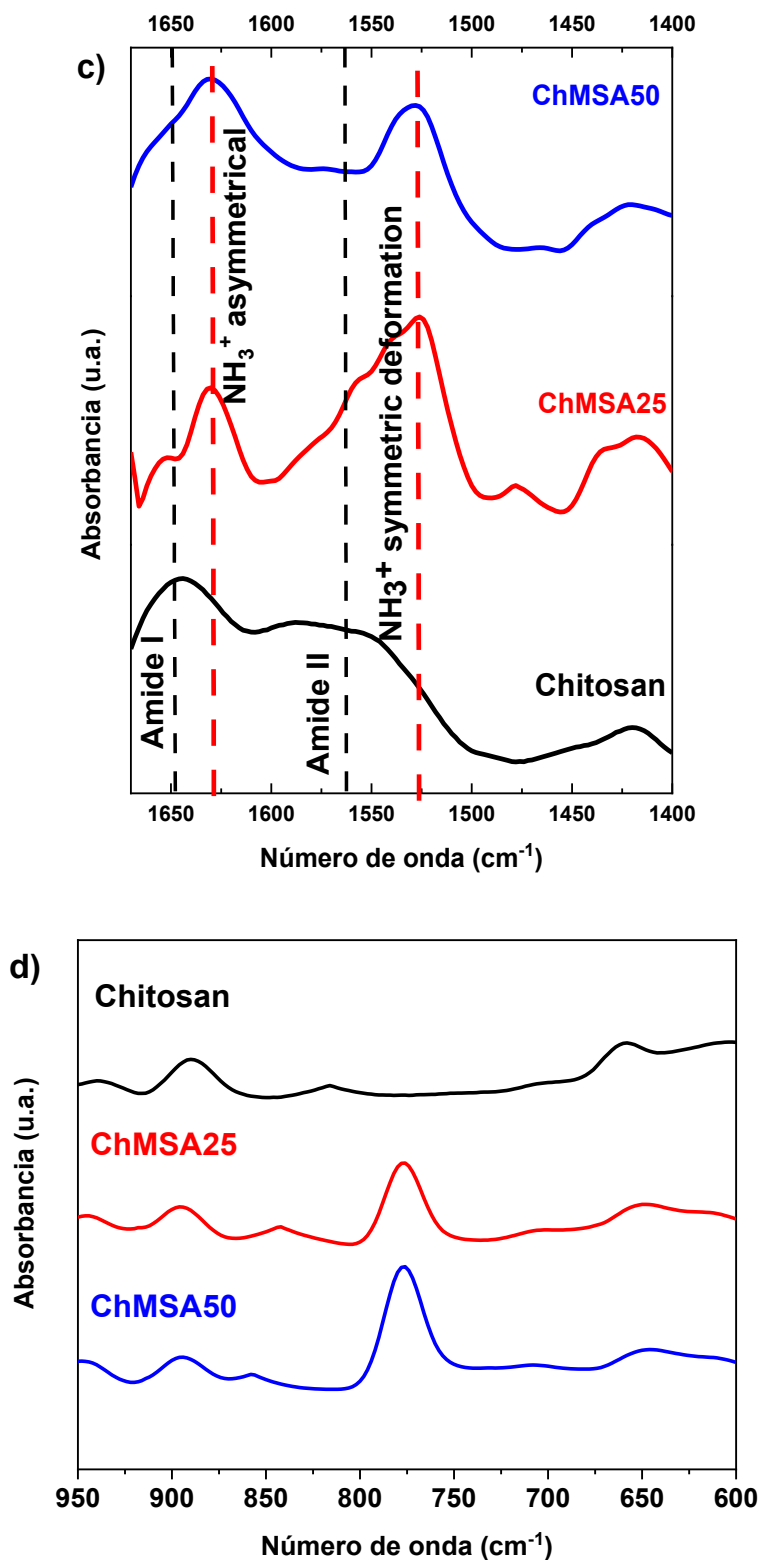 1650 1600 1550 1500 1450 1400
c)
ChMSA50
NH₃⁺ asymmetrical
NH3⁺ symmetric deformation
ChMSA25
Absorbancia (u.a.)
Amide I
Amide II
Chitosan
1650 1600 1550 1500 1450 1400
Número de onda (cm⁻¹)
d)
Chitosan
ChMSA25
ChMSA50
Absorbancia (u.a.)
950 900 850 800 750 700 650 600
Número de onda (cm⁻¹)